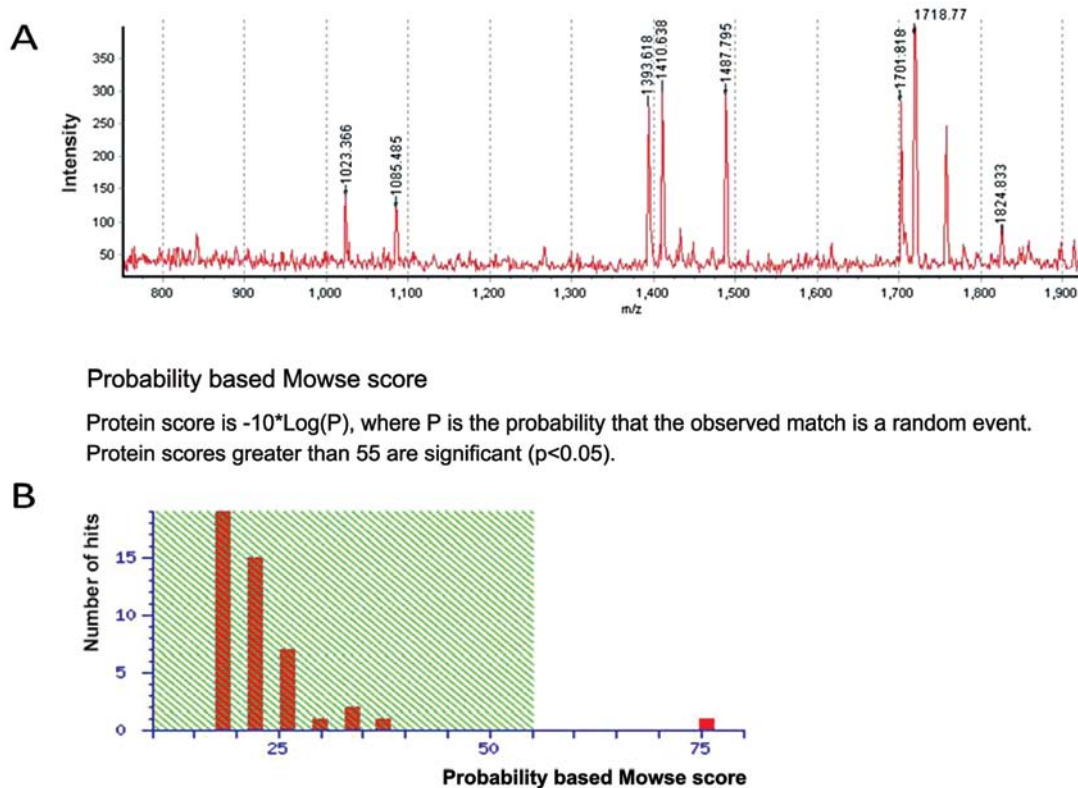 A
Intensity
350
300
250
200
150
100
50
1023.366
1085.485
1393.618
1410.638
1487.795
1701.818
1718.77
1824.833
800 900 1,000 1,100 1,200 1,300 1,400 1,500 1,600 1,700 1,800 1,900
m/z
Probability based Mowse score
Protein score is -10*Log(P), where P is the probability that the observed match is a random event.
Protein scores greater than 55 are significant (p<0.05).
B
Number of hits
15
10
5
0
25 50 75
Probability based Mowse score